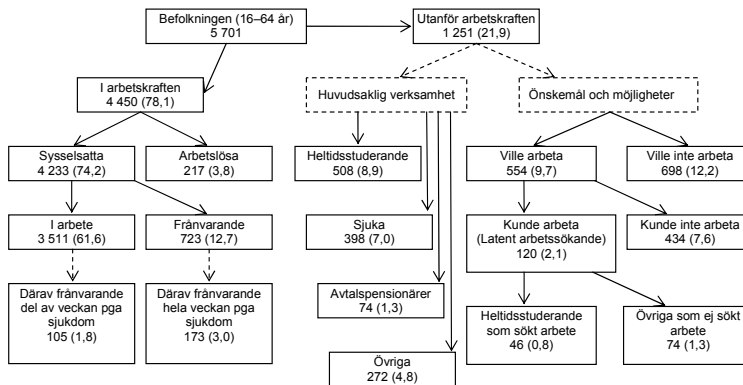 Befolkningen (16–64 år)
5 701
Utanför arbetskraften
1 251 (21,9)
I arbetskraften
4 450 (78,1)
Huvudsaklig verksamhet
Önskemål och möjligheter
Sysselsatta
4 233 (74,2)
Arbetslösa
217 (3,8)
Heltidsstuderande
508 (8,9)
Ville arbeta
554 (9,7)
Ville inte arbeta
698 (12,2)
I arbete
3 511 (61,6)
Frånvarande
723 (12,7)
Sjuka
398 (7,0)
Kunde arbeta
(Latent arbetssökande)
120 (2,1)
Kunde inte arbeta
434 (7,6)
Därav frånvarande
del av veckan pga
sjukdom
105 (1,8)
Därav frånvarande
hela veckan pga
sjukdom
173 (3,0)
Avtalspensionärer
74 (1,3)
Heltidsstuderande
som sökt arbete
46 (0,8)
Övriga som ej sökt
arbete
74 (1,3)
Övriga
272 (4,8)